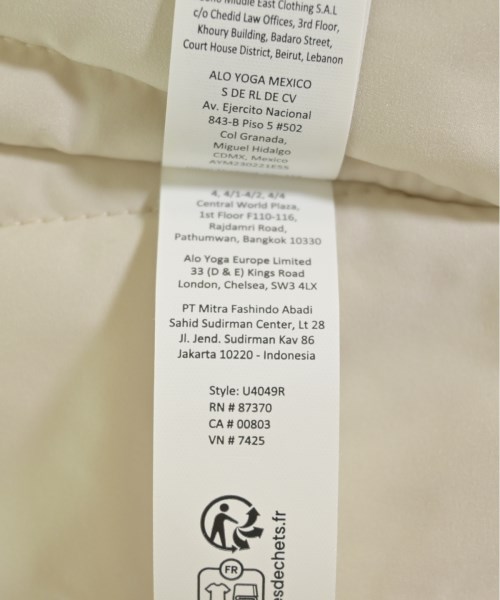 Middle East Clothing S.A.L
c/o Chedid Law Offices, 3rd Floor,
Khoury Building, Badaro Street,
Court House District, Beirut, Lebanon
ALO YOGA MEXICO
S DE RL DE CV
Av. Ejercito Nacional
843-B Piso 5 #502
Col Granada,
Miguel Hidalgo
CDMX, Mexico
4, 4/1-4/2, 4/4
Central World Plaza,
1st Floor F110-116,
Rajdamri Road,
Pathumwan, Bangkok 10330
Alo Yoga Europe Limited
33 (D & E) Kings Road
London, Chelsea, SW3 4LX
PT Mitra Fashindo Abadi
Sahid Sudirman Center, Lt 28
Jl. Jend. Sudirman Kav 86
Jakarta 10220 - Indonesia
Style: U4049R
RN # 87370
CA # 00803
VN # 7425
FR
esdechets.fr